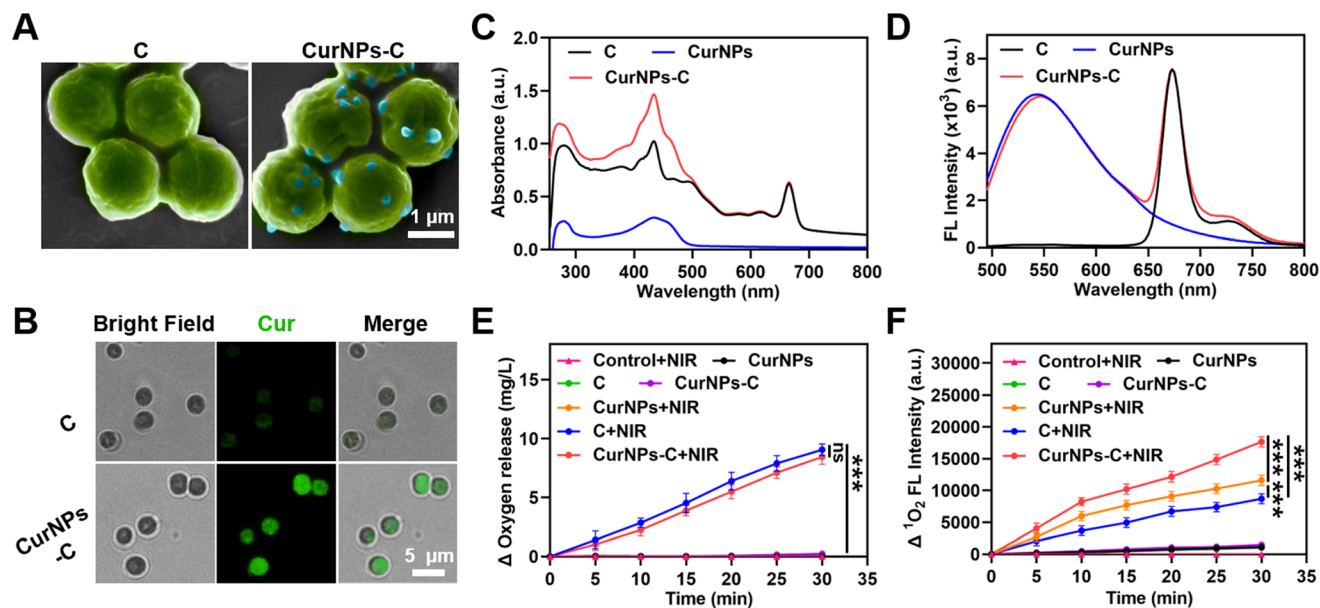 A
C
CurNPs-C
1 µm
B
Bright Field
Cur
Merge
C
CurNPs
-C
5 µm
C
C
CurNPs
CurNPs-C
Absorbance (a.u.)
2.0
1.5
1.0
0.5
0.0
300 400 500 600 700 800
Wavelength (nm)
D
C
CurNPs
CurNPs-C
FL Intensity (x10³) (a.u.)
8
6
4
2
0
500 550 600 650 700 750 800
Wavelength (nm)
E
Control+NIR
CurNPs
C
CurNPs-C
CurNPs+NIR
C+NIR
CurNPs-C+NIR
Δ Oxygen release (mg/L)
15
10
5
0
0 5 10 15 20 25 30 35
Time (min)
ns
***
F
Control+NIR
CurNPs
C
CurNPs-C
CurNPs+NIR
C+NIR
CurNPs-C+NIR
Δ ¹O₂ FL Intensity (a.u.)
30000
25000
20000
15000
10000
5000
0
0 5 10 15 20 25 30 35
Time (min)
***
***
***